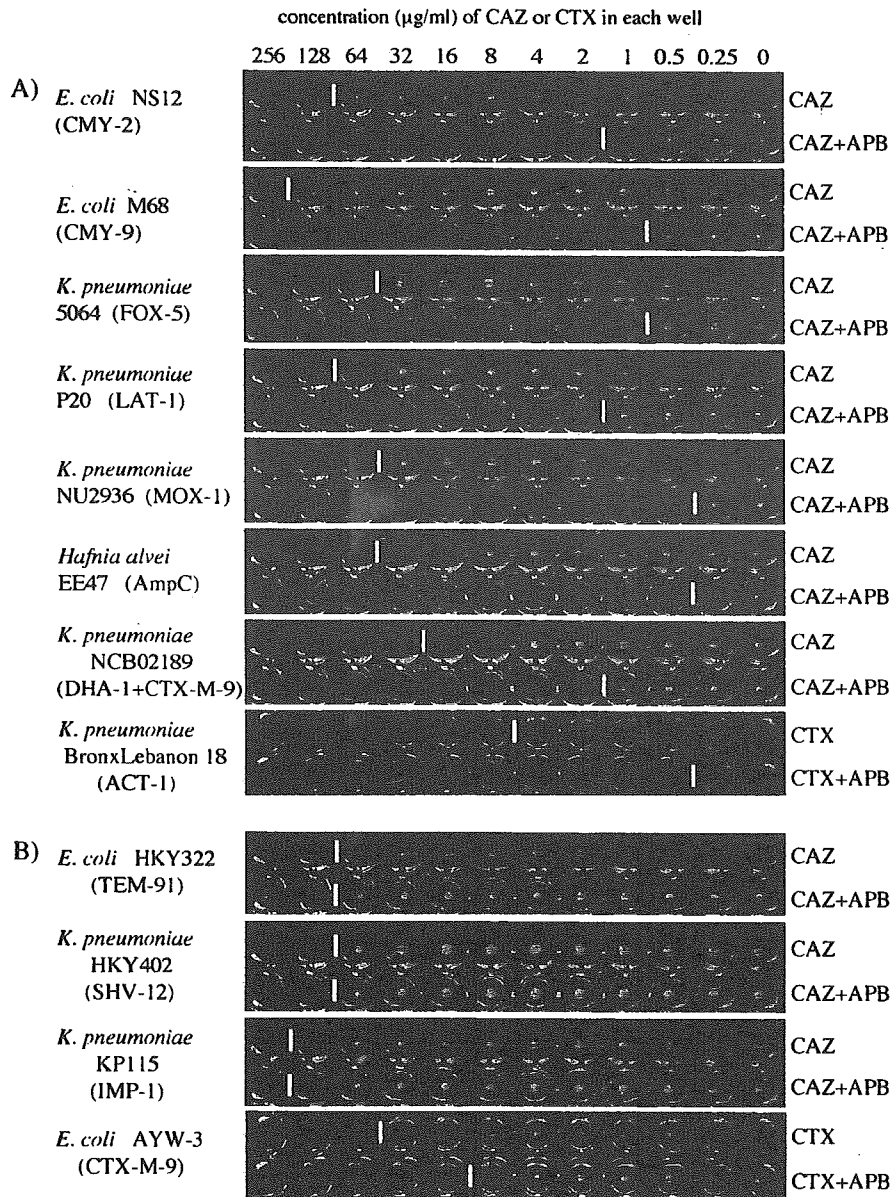 concentration (µg/ml) of CAZ or CTX in each well
256 128 64 32 16 8 4 2 1 0.5 0.25 0
A)
E. coli NS12
(CMY-2)
CAZ
CAZ+APB
E. coli M68
(CMY-9)
CAZ
CAZ+APB
K. pneumoniae
5064 (FOX-5)
CAZ
CAZ+APB
K. pneumoniae
P20 (LAT-1)
CAZ
CAZ+APB
K. pneumoniae
NU2936 (MOX-1)
CAZ
CAZ+APB
Hafnia alvei
EE47 (AmpC)
CAZ
CAZ+APB
K. pneumoniae
NCB02189
(DHA-1+CTX-M-9)
CAZ
CAZ+APB
K. pneumoniae
BronxLebanon 18
(ACT-1)
CTX
CTX+APB
B)
E. coli HKY322
(TEM-91)
CAZ
CAZ+APB
K. pneumoniae
HKY402
(SHV-12)
CAZ
CAZ+APB
K. pneumoniae
KP115
(IMP-1)
CAZ
CAZ+APB
E. coli AYW-3
(CTX-M-9)
CTX
CTX+APB